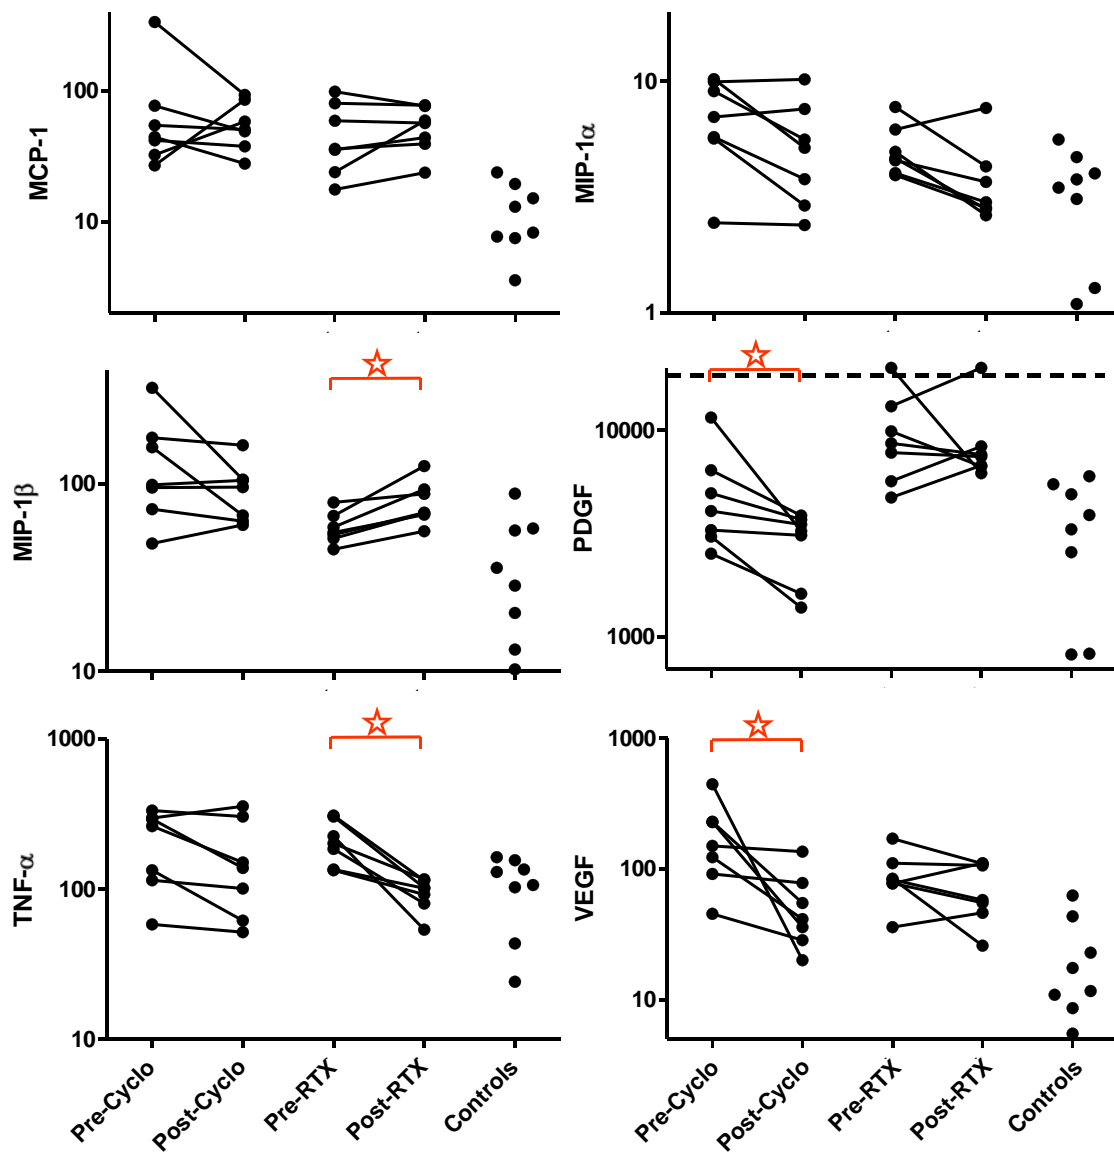 MCP-1
100
10
MIP-1α
10
1
MIP-1β
100
10
PDGF
10000
1000
TNF-α
1000
100
10
VEGF
1000
100
10
Pre-Cyclo
Post-Cyclo
Pre-RTX
Post-RTX
Controls
Pre-Cyclo
Post-Cyclo
Pre-RTX
Post-RTX
Controls